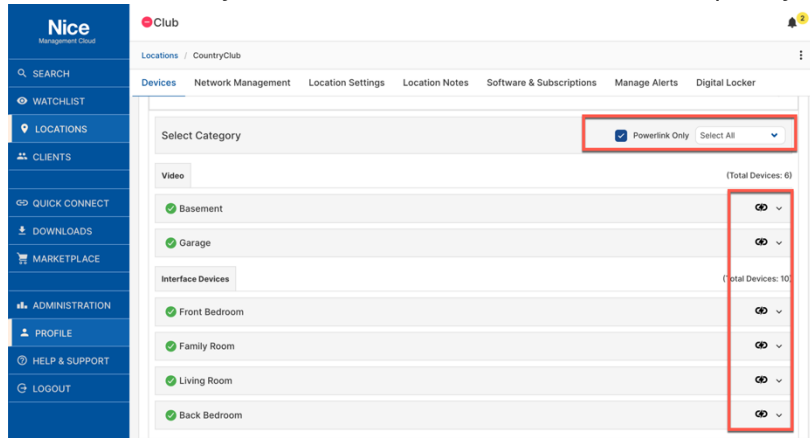 Nice
Management Cloud
SEARCH
WATCHLIST
LOCATIONS
CLIENTS
QUICK CONNECT
DOWNLOADS
MARKETPLACE
ADMINISTRATION
PROFILE
HELP & SUPPORT
LOGOUT
Club
2
Locations / CountryClub
Devices Network Management Location Settings Location Notes Software & Subscriptions Manage Alerts Digital Locker
Select Category Powerlink Only Select All
Video (Total Devices: 6)
Basement
Garage
Interface Devices (Total Devices: 10)
Front Bedroom
Family Room
Living Room
Back Bedroom